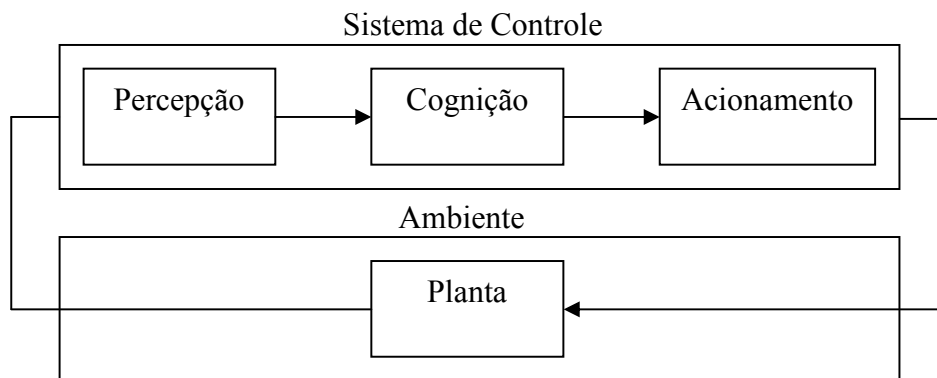 Sistema de Controle
Percepção
Cognição
Acionamento
Ambiente
Planta